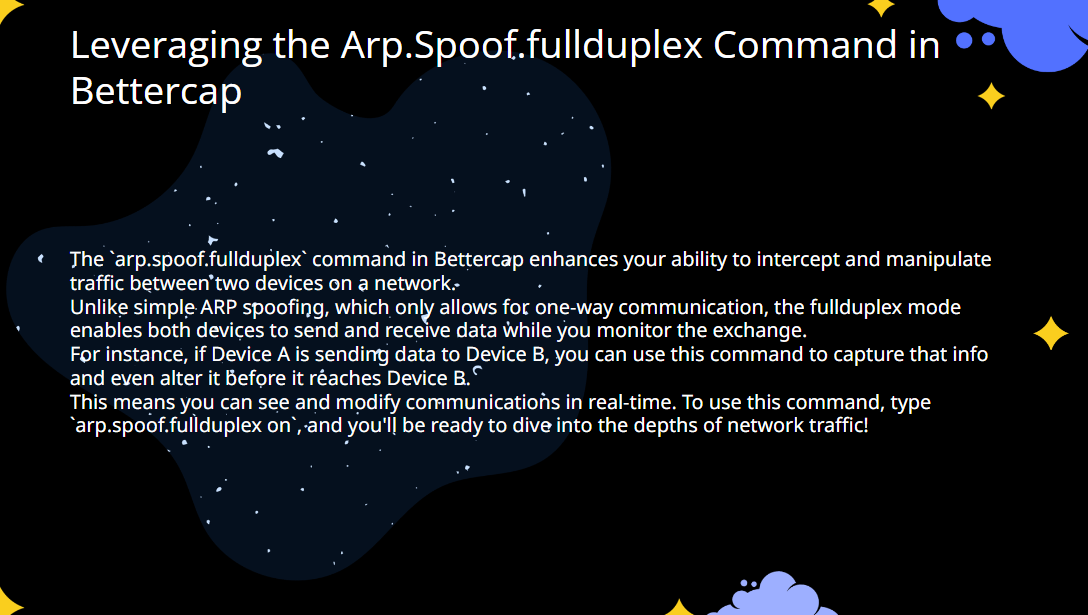 Leveraging the Arp.Spoof.fullduplex Command in
Bettercap
The `arp.spoof.fullduplex` command in Bettercap enhances your ability to intercept and manipulate
traffic between two devices on a network.
Unlike simple ARP spoofing, which only allows for one-way communication, the fullduplex mode
enables both devices to send and receive data while you monitor the exchange.
For instance, if Device A is sending data to Device B, you can use this command to capture that info
and even alter it before it reaches Device B.
This means you can see and modify communications in real-time. To use this command, type
`arp.spoof.fullduplex on`, and you'll be ready to dive into the depths of network traffic!